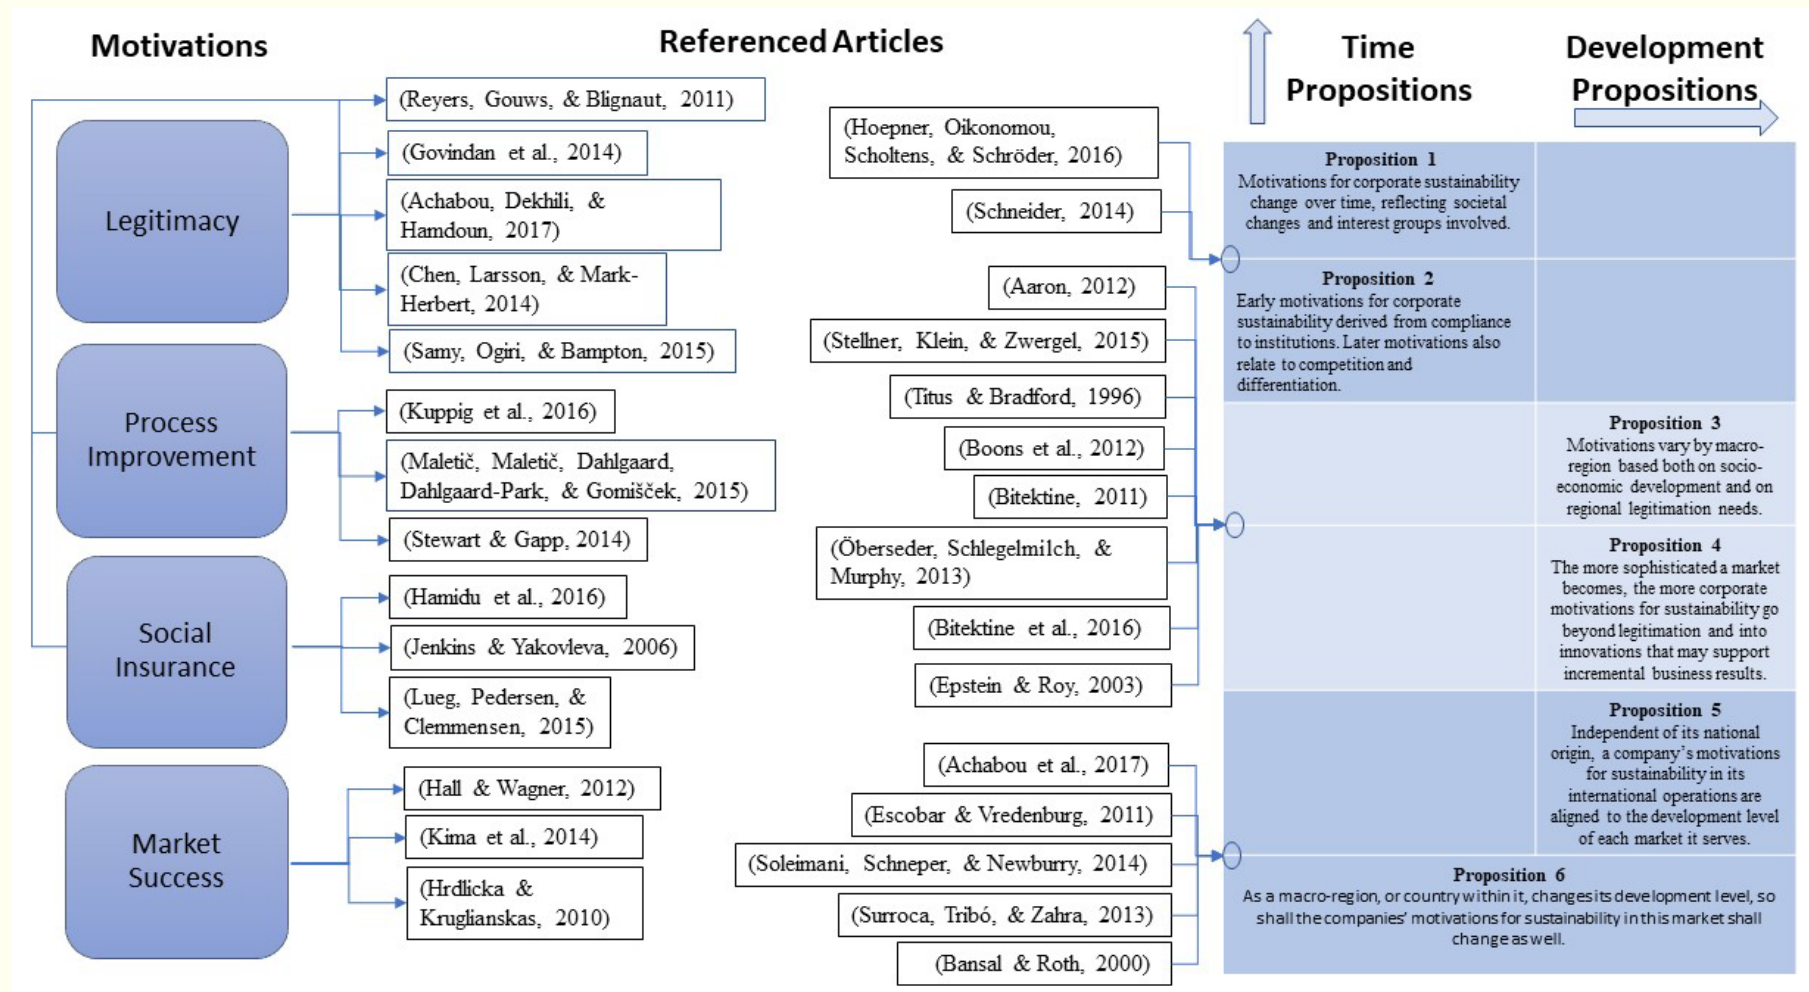 Motivations
Referenced Articles
Time
Propositions
Development
Propositions
Legitimacy
(Reyers, Gouws, & Blignaut, 2011)
(Govindan et al., 2014)
(Achabou, Dekhili, &
Hamdoun, 2017)
(Chen, Larsson, & Mark-
Herbert, 2014)
(Samy, Ogiri, & Bampton, 2015)
Process
Improvement
(Kuppig et al., 2016)
(Maletič, Maletič, Dahlgaard,
Dahlgaard-Park, & Gomišček, 2015)
(Stewart & Gapp, 2014)
Social
Insurance
(Hamidu et al., 2016)
(Jenkins & Yakovleva, 2006)
(Lueg, Pedersen, &
Clemmensen, 2015)
Market
Success
(Hall & Wagner, 2012)
(Kima et al., 2014)
(Hrdlicka &
Kruglianskas, 2010)
(Hoepner, Oikonomou,
Scholtens, & Schröder, 2016)
(Schneider, 2014)
(Aaron, 2012)
(Stellner, Klein, & Zwergel, 2015)
(Titus & Bradford, 1996)
(Boons et al., 2012)
(Bitektine, 2011)
(Öberseder, Schlegelmilch, &
Murphy, 2013)
(Bitektine et al., 2016)
(Epstein & Roy, 2003)
(Achabou et al., 2017)
(Escobar & Vredenburg, 2011)
(Soleimani, Schneper, & Newburry, 2014)
(Surroca, Tribó, & Zahra, 2013)
(Bansal & Roth, 2000)
Proposition 1
Motivations for corporate sustainability
change over time, reflecting societal
changes and interest groups involved.
Proposition 2
Early motivations for corporate
sustainability derived from compliance
to institutions. Later motivations also
relate to competition and
differentiation.
Proposition 3
Motivations vary by macro-
region based both on socio-
economic development and on
regional legitimation needs.
Proposition 4
The more sophisticated a market
becomes, the more corporate
motivations for sustainability go
beyond legitimation and into
innovations that may support
incremental business results.
Proposition 5
Independent of its national
origin, a company's motivations
for sustainability in its
international operations are
aligned to the development level
of each market it serves.
Proposition 6
As a macro-region, or country within it, changes its development level, so
shall the companies' motivations for sustainability in this market shall
change as well.